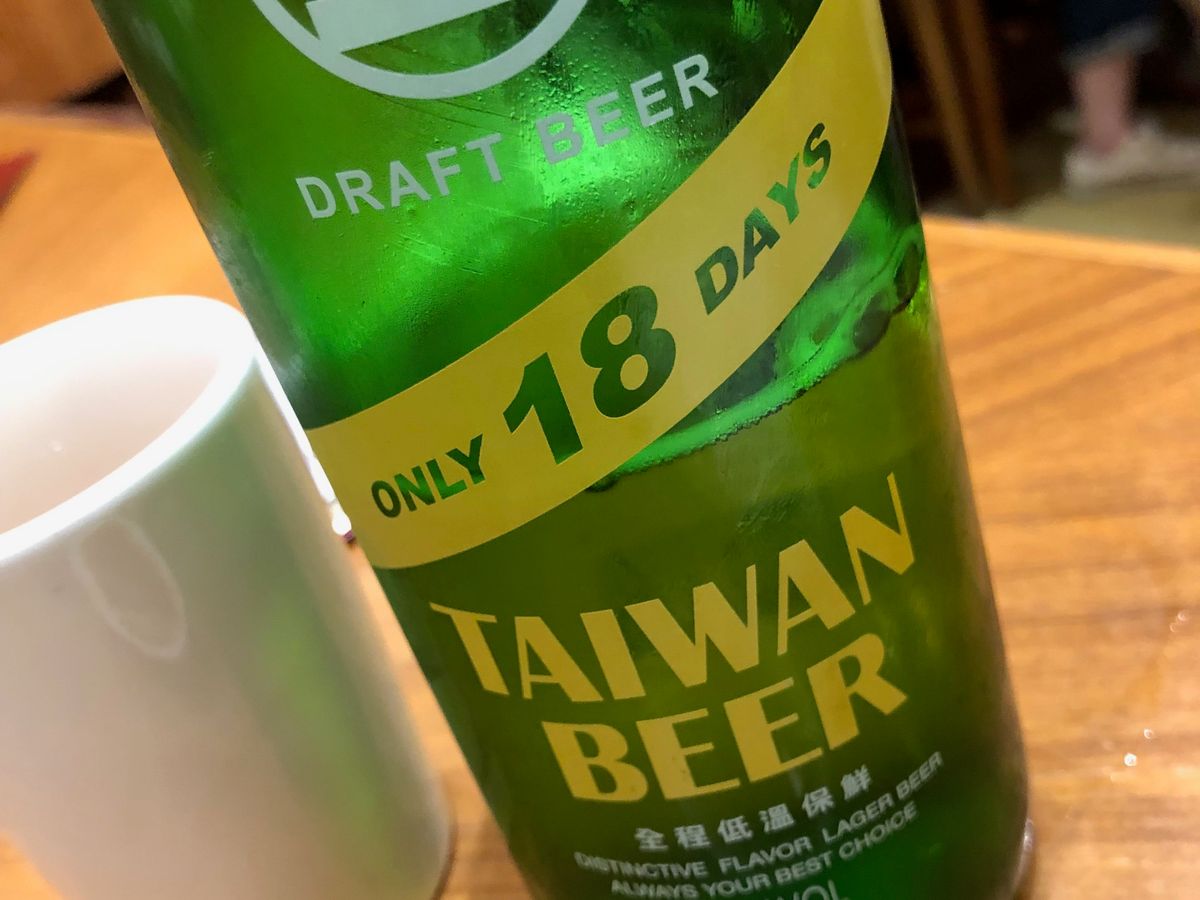 DRAFT BEER
ONLY 18 DAYS
TAIWAN
BEER
全程低溫保鮮
DISTINCTIVE FLAVOR LAGER BEER
ALWAYS YOUR BEST CHOICE
VOL